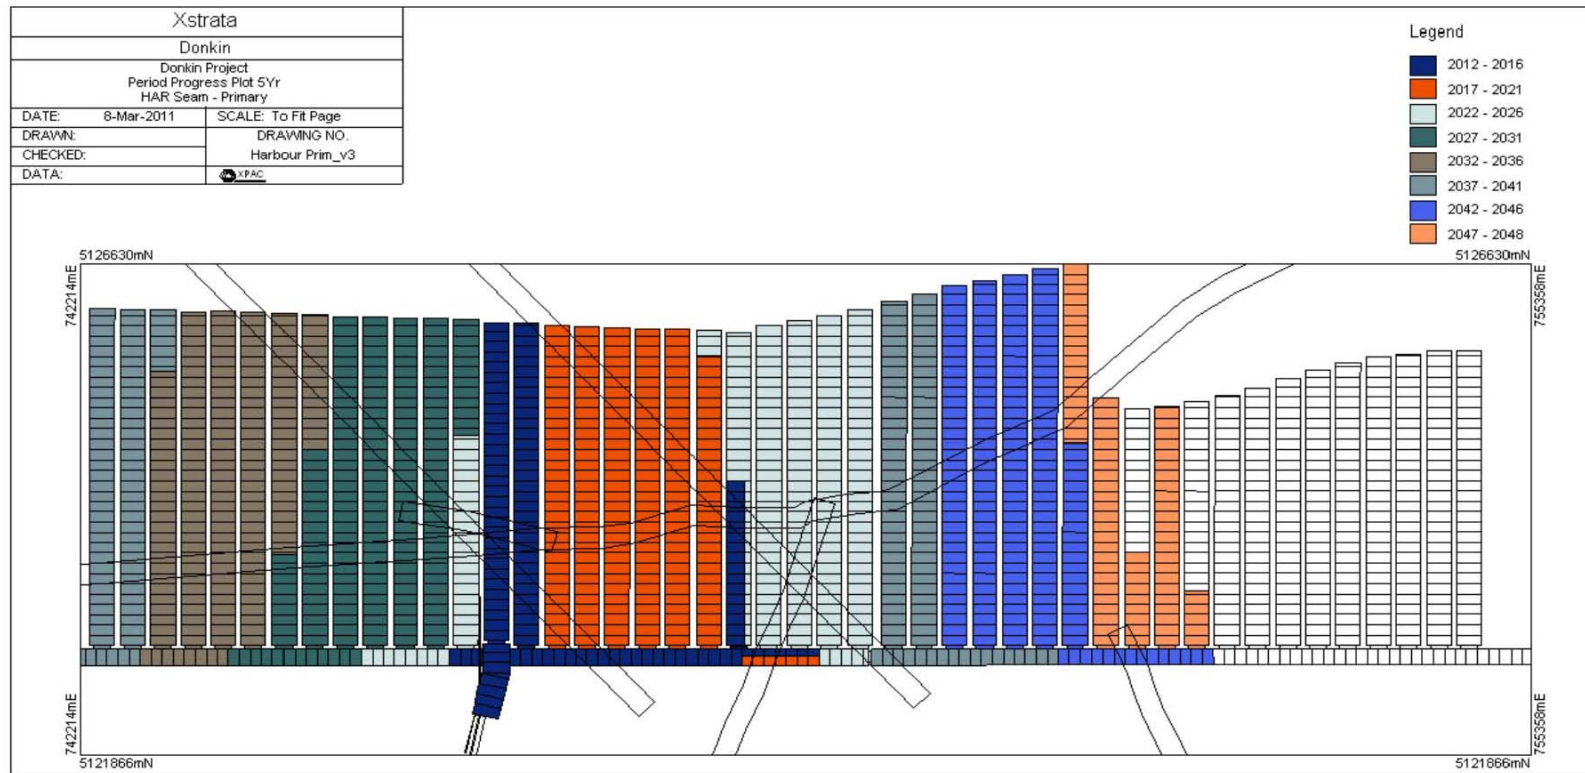 Xstrata
Donkin
Donkin Project
Period Progress Plot 5Yr
HAR Seam - Primary
DATE: 8-Mar-2011 SCALE: To Fit Page
DRAWN: DRAWING NO.
CHECKED: Harbour Prim_v3
DATA: XPAC
Legend
2012 - 2016
2017 - 2021
2022 - 2026
2027 - 2031
2032 - 2036
2037 - 2041
2042 - 2046
2047 - 2048
5126630mN 5126630mN
742214mE 755358mE
742214mE 755358mE
5121866mN 5121866mN